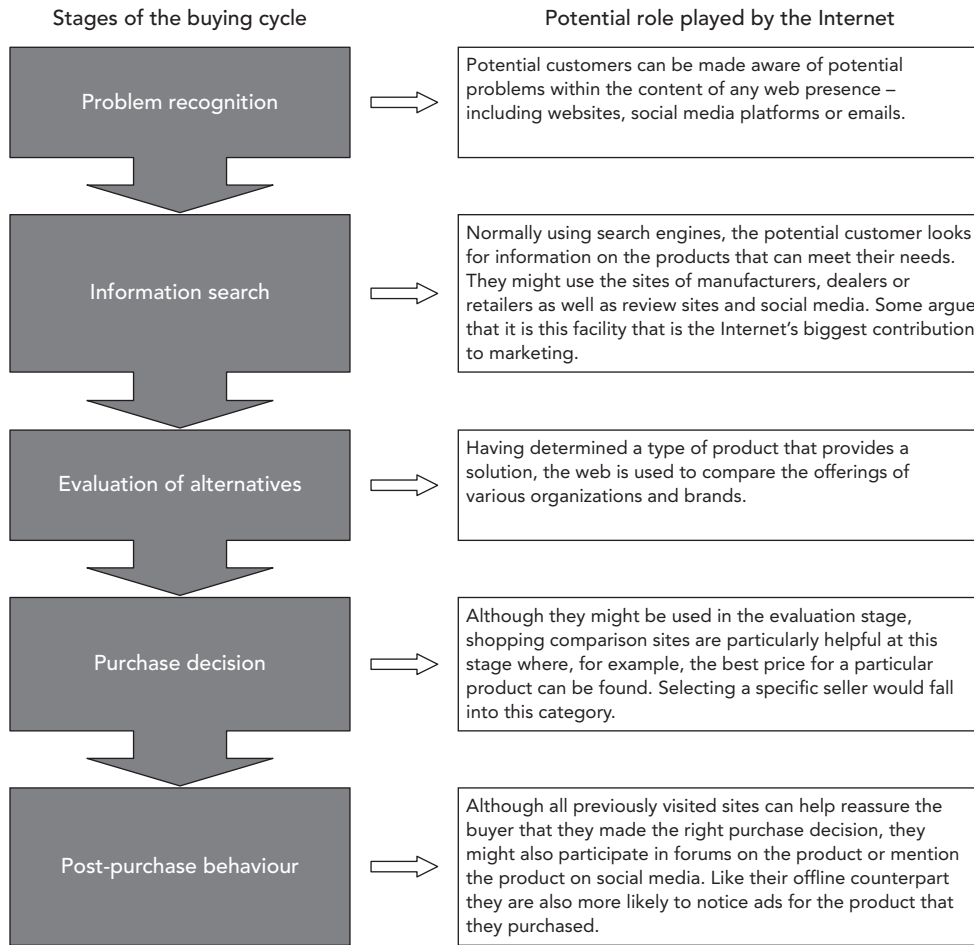 Stages of the buying cycle
Potential role played by the Internet
Problem recognition
Potential customers can be made aware of potential
problems within the content of any web presence –
including websites, social media platforms or emails.
Information search
Normally using search engines, the potential customer looks
for information on the products that can meet their needs.
They might use the sites of manufacturers, dealers or
retailers as well as review sites and social media. Some argue
that it is this facility that is the Internet’s biggest contribution
to marketing.
Evaluation of alternatives
Having determined a type of product that provides a
solution, the web is used to compare the offerings of
various organizations and brands.
Purchase decision
Although they might be used in the evaluation stage,
shopping comparison sites are particularly helpful at this
stage where, for example, the best price for a particular
product can be found. Selecting a specific seller would fall
into this category.
Post-purchase behaviour
Although all previously visited sites can help reassure the
buyer that they made the right purchase decision, they
might also participate in forums on the product or mention
the product on social media. Like their offline counterpart
they are also more likely to notice ads for the product that
they purchased.